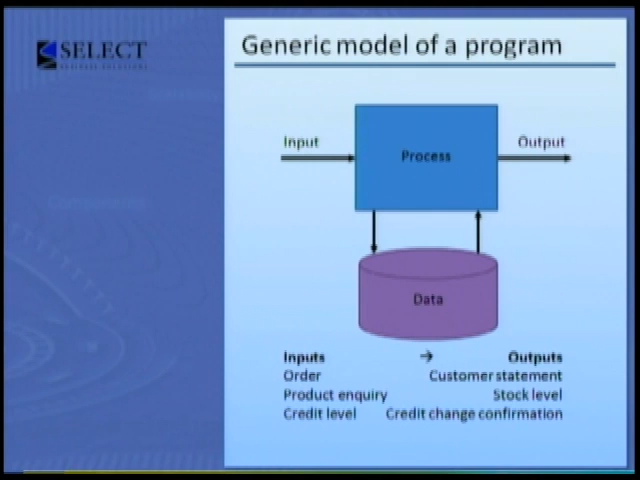 SELECT
Generic model of a program
Input
Process
Output
Data
Inputs → Outputs
Order Customer statement
Product enquiry Stock level
Credit level Credit change confirmation